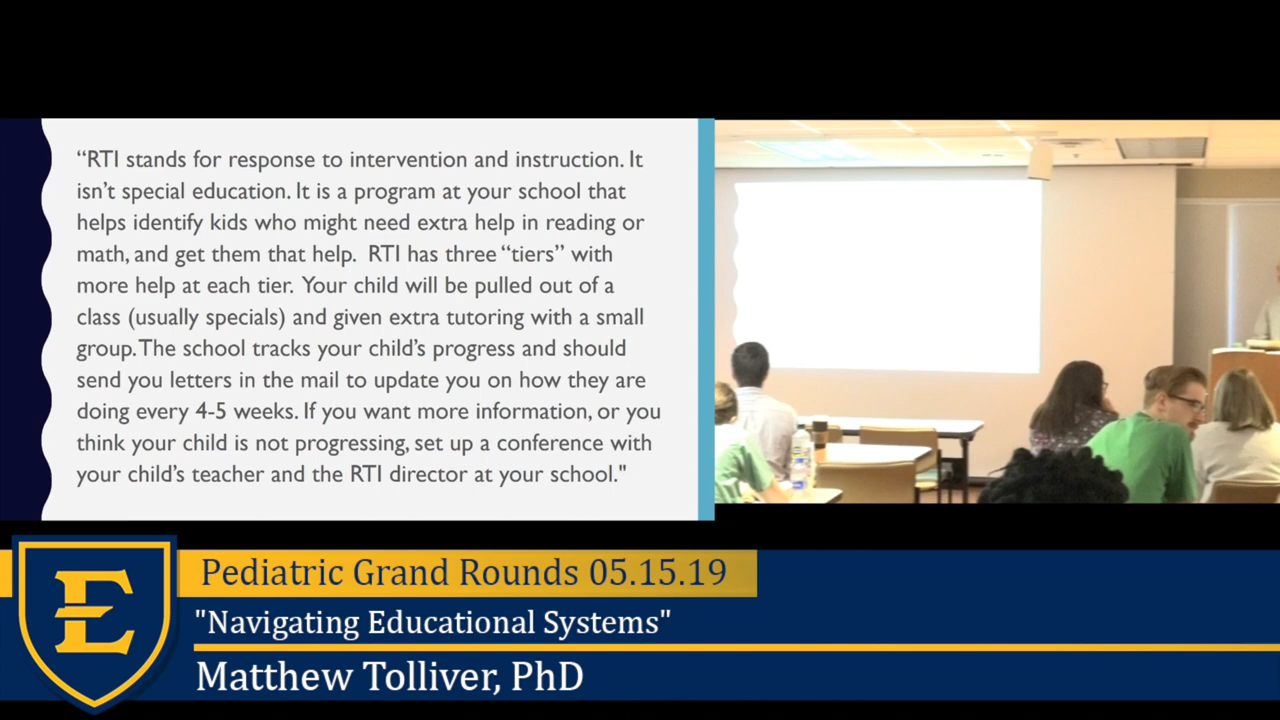 “RTI stands for response to intervention and instruction. It
isn’t special education. It is a program at your school that
helps identify kids who might need extra help in reading or
math, and get them that help.  RTI has three “tiers” with
more help at each tier.  Your child will be pulled out of a
class (usually specials) and given extra tutoring with a small
group. The school tracks your child’s progress and should
send you letters in the mail to update you on how they are
doing every 4-5 weeks. If you want more information, or you
think your child is not progressing, set up a conference with
your child’s teacher and the RTI director at your school."
E
Pediatric Grand Rounds 05.15.19
"Navigating Educational Systems"
Matthew Tolliver, PhD